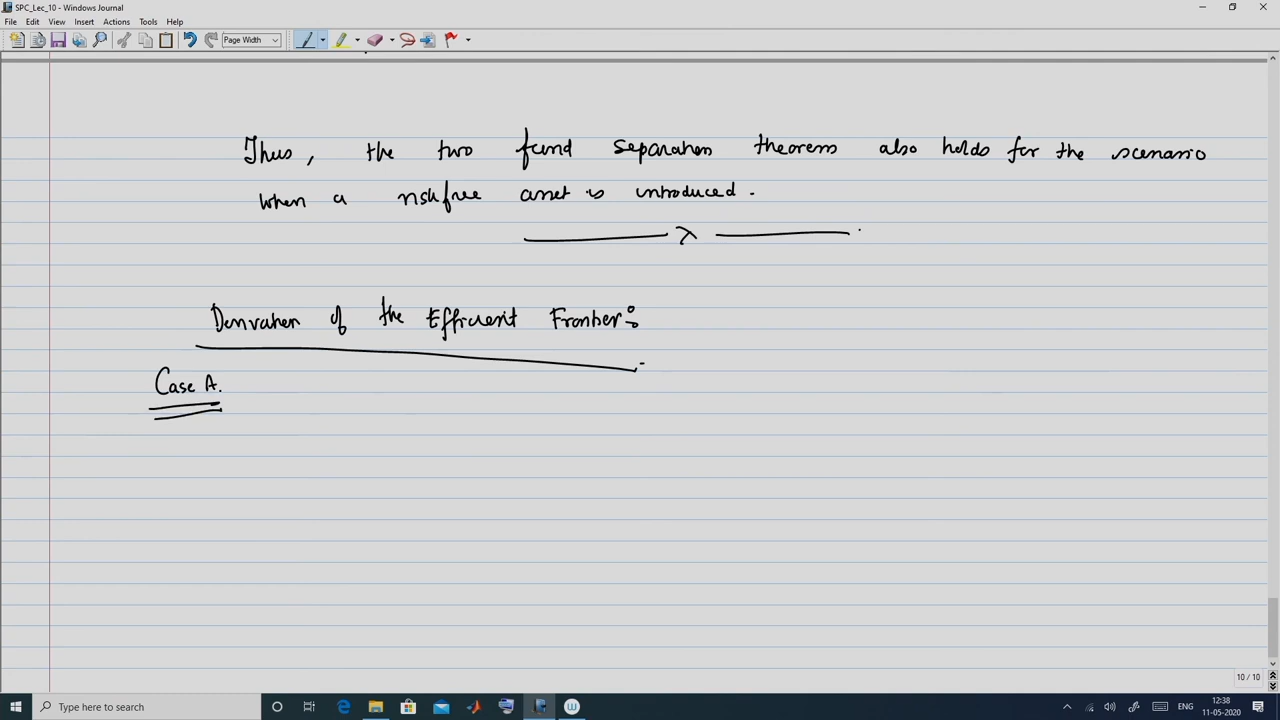 SPC_Lec_10 - Windows Journal
File Edit View Insert Actions Tools Help
Page Width
Thus, the two fund separation theorem also holds for the scenario
when a riskfree asset is introduced.
Derivation of the Efficient Frontier:
Case A.
10 / 10
Type here to search
ENG
12:38
11-05-2020